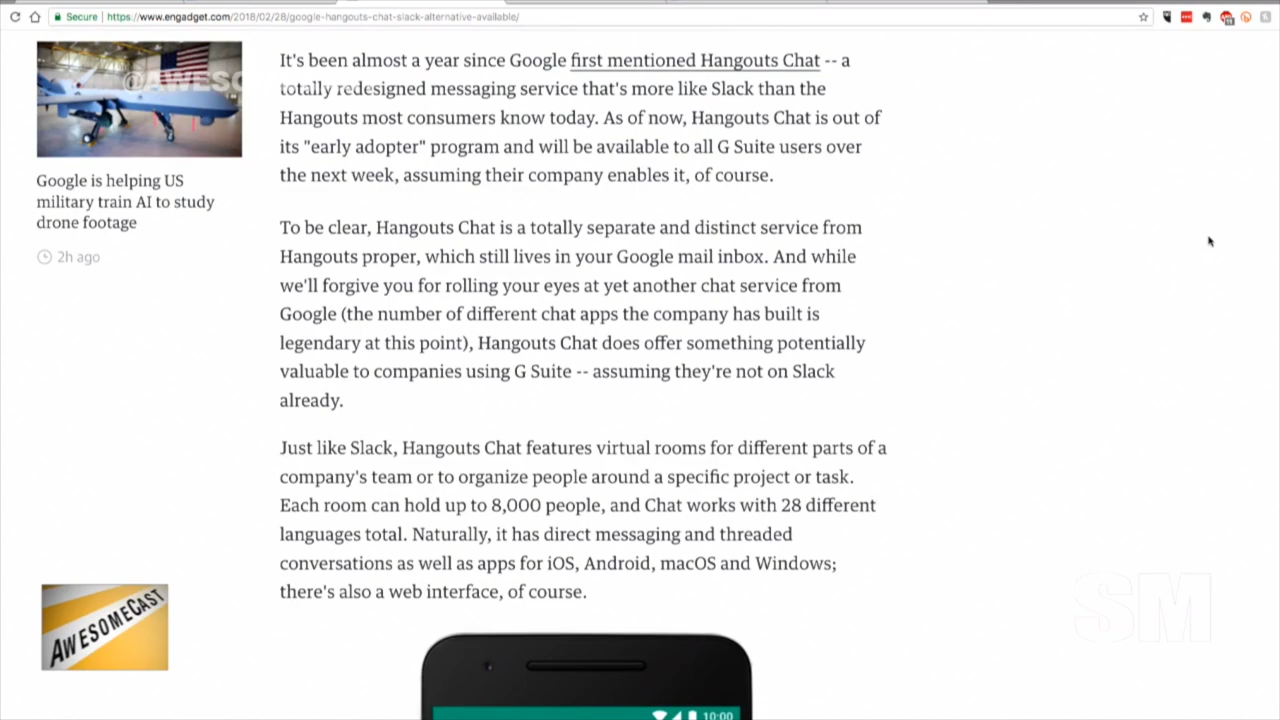 Secure
https://www.engadget.com/2018/02/28/google-hangouts-chat-slack-alternative-available/
@AWESO
Google is helping US
military train AI to study
drone footage
2h ago
It's been almost a year since Google first mentioned Hangouts Chat -- a
totally redesigned messaging service that's more like Slack than the
Hangouts most consumers know today. As of now, Hangouts Chat is out of
its "early adopter" program and will be available to all G Suite users over
the next week, assuming their company enables it, of course.
To be clear, Hangouts Chat is a totally separate and distinct service from
Hangouts proper, which still lives in your Google mail inbox. And while
we'll forgive you for rolling your eyes at yet another chat service from
Google (the number of different chat apps the company has built is
legendary at this point), Hangouts Chat does offer something potentially
valuable to companies using G Suite -- assuming they're not on Slack
already.
Just like Slack, Hangouts Chat features virtual rooms for different parts of a
company's team or to organize people around a specific project or task.
Each room can hold up to 8,000 people, and Chat works with 28 different
languages total. Naturally, it has direct messaging and threaded
conversations as well as apps for iOS, Android, macOS and Windows;
there's also a web interface, of course.
AWESOMECAST
SM
10:00